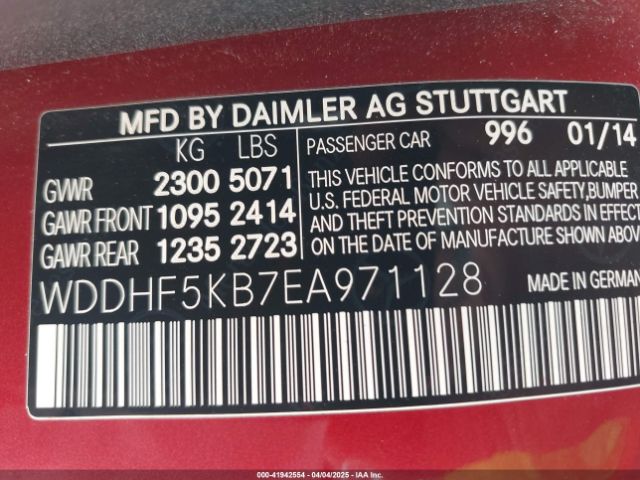 MFD BY DAIMLER AG STUTTGART
KG LBS
GVWR 2300 5071
GAWR FRONT 1095 2414
GAWR REAR 1235 2723
PASSENGER CAR 996 01/14
THIS VEHICLE CONFORMS TO ALL APPLICABLE
U.S. FEDERAL MOTOR VEHICLE SAFETY, BUMPER
AND THEFT PREVENTION STANDARDS IN EFFECT
ON THE DATE OF MANUFACTURE SHOWN ABOVE
WDDHF5KB7EA971128
MADE IN GERMAN
000-41942554 - 04/04/2025 - IAA Inc.